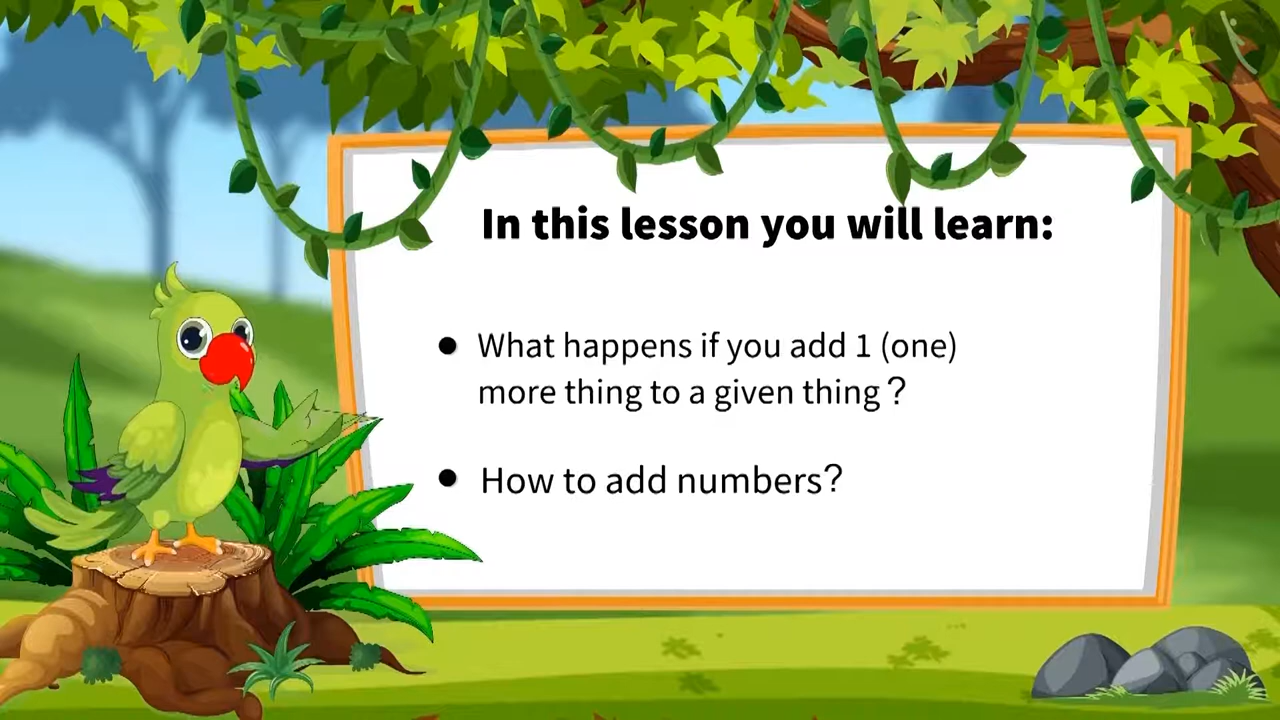 In this lesson you will learn:
● What happens if you add 1 (one)
more thing to a given thing ?
● How to add numbers?